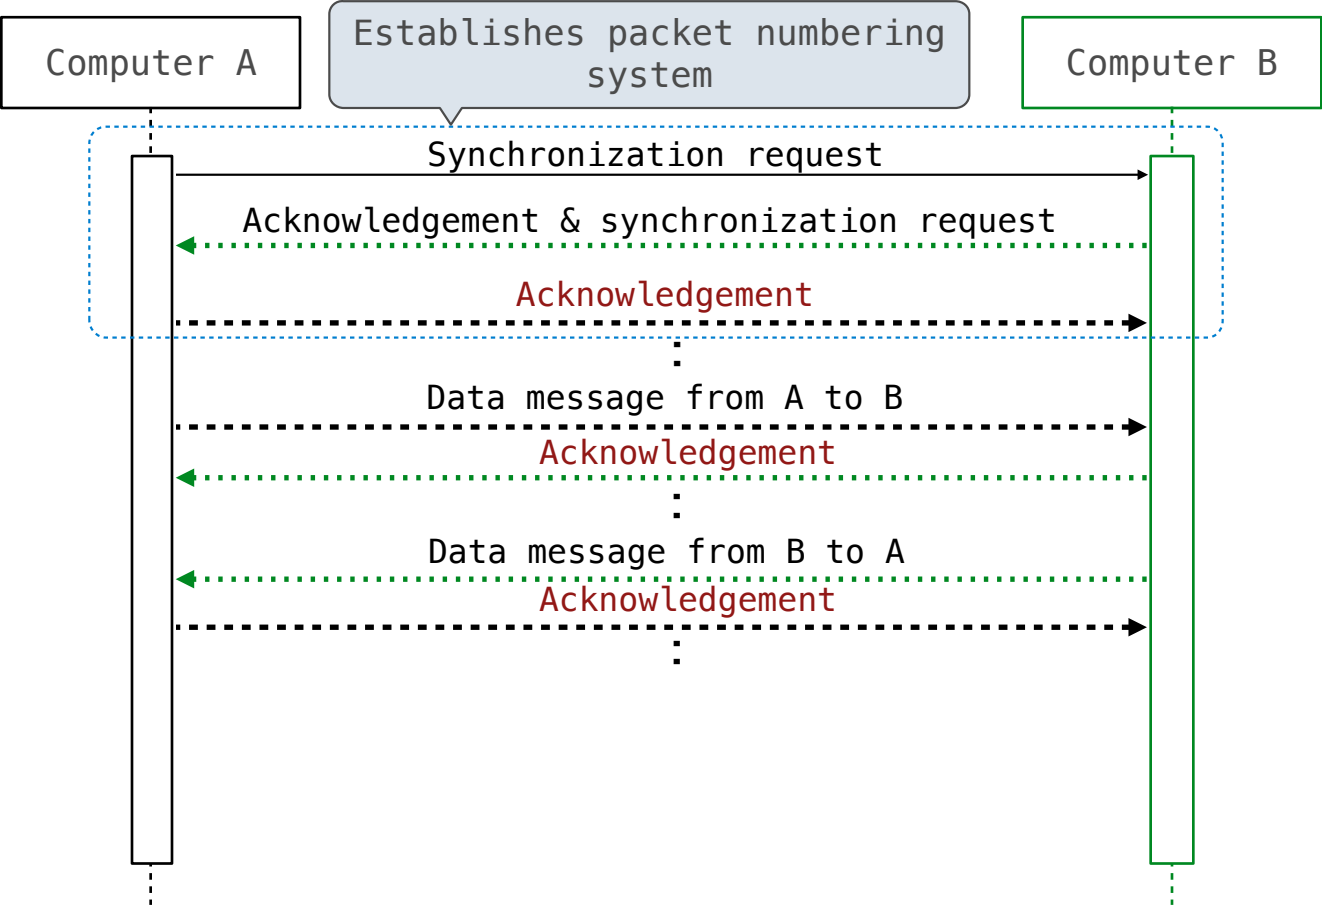 Computer A
Establishes packet numbering
system
Computer B
Synchronization request
Acknowledgement & synchronization request
Acknowledgement
Data message from A to B
Acknowledgement
Data message from B to A
Acknowledgement